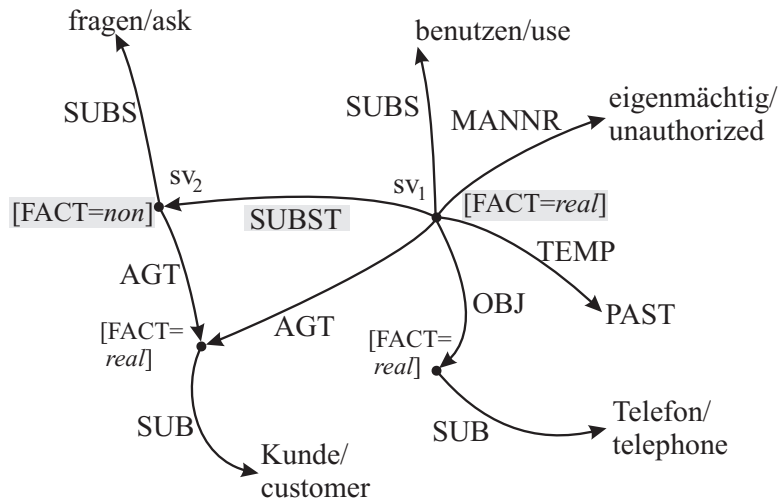 fragen/ask
benutzen/use
SUBS
SUBS
MANNR
eigenmächtig/
unauthorized
sv2
sv1
[FACT=non]
SUBST
[FACT=real]
AGT
TEMP
OBJ
PAST
[FACT=
real]
AGT
[FACT=
real]
SUB
SUB
Telefon/
telephone
Kunde/
customer